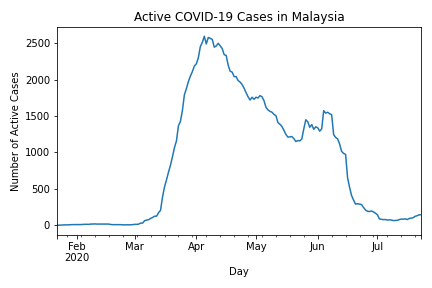 Active COVID-19 Cases in Malaysia
Number of Active Cases
2500
2000
1500
1000
500
0
Feb
2020
Mar
Apr
May
Jun
Jul
Day